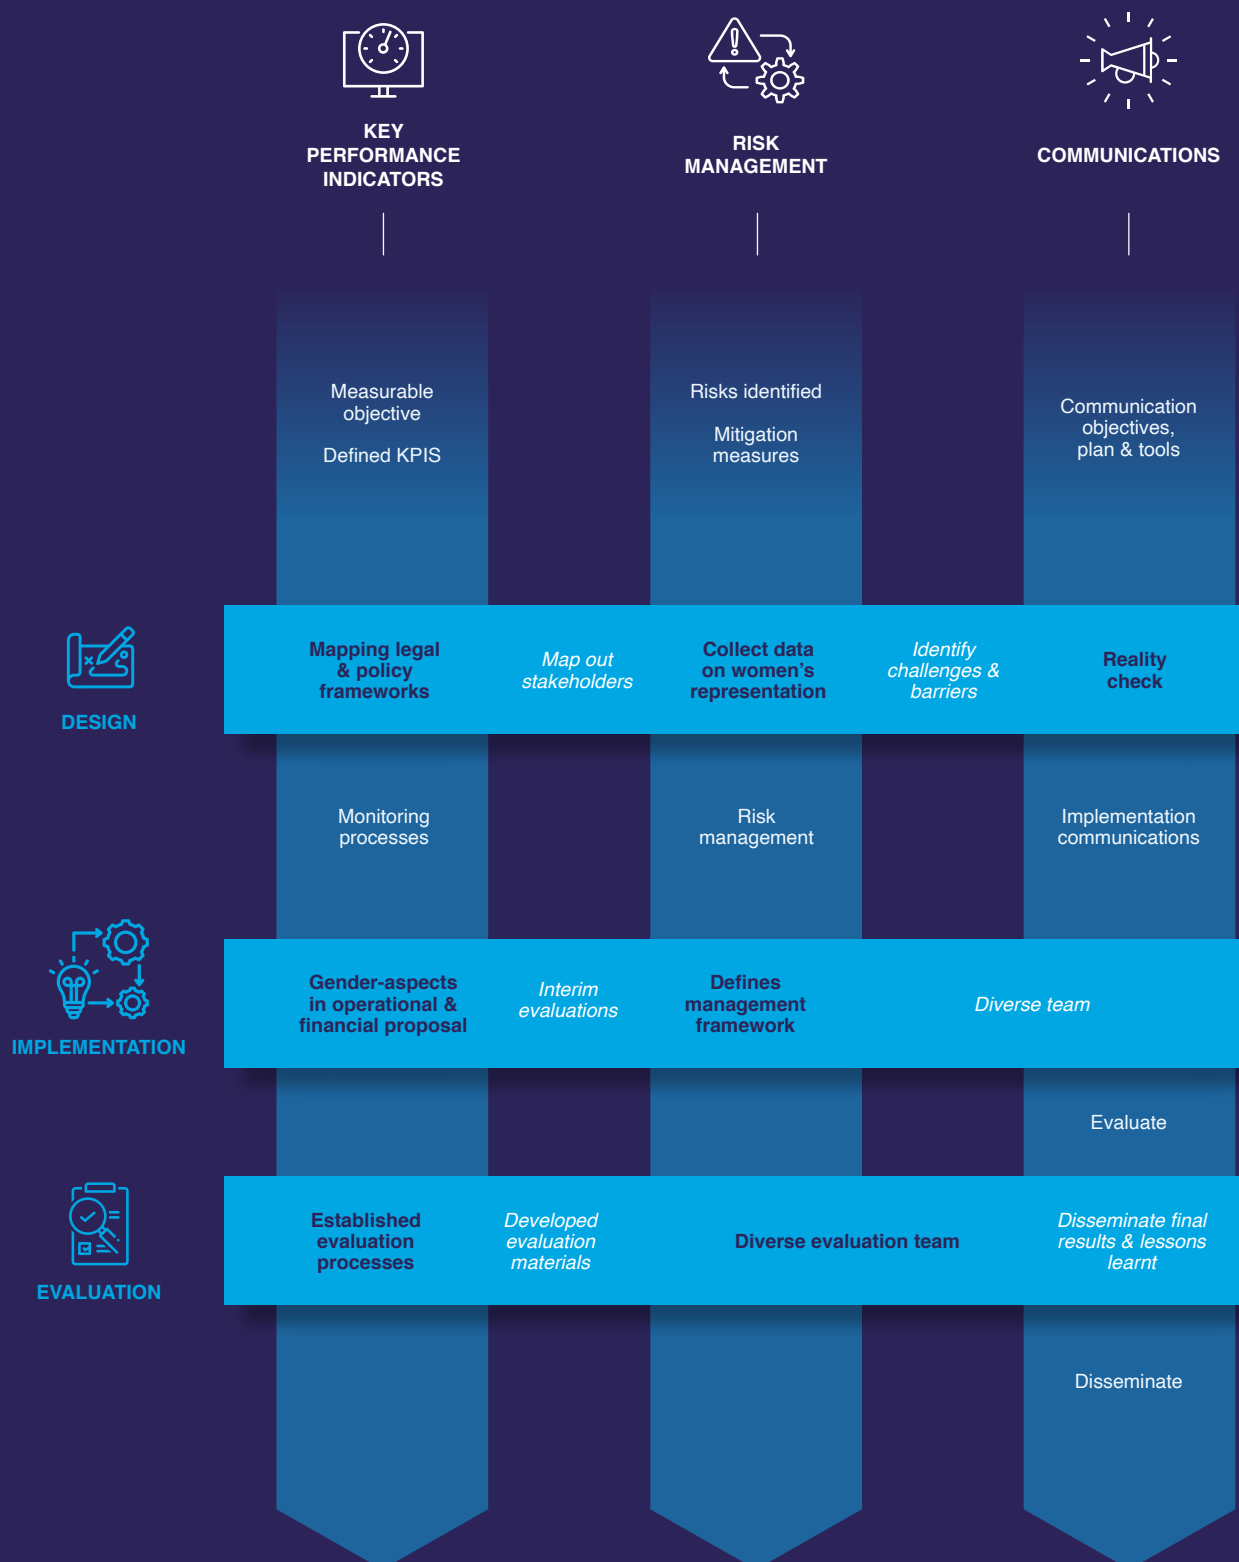 KEY
PERFORMANCE
INDICATORS
RISK
MANAGEMENT
COMMUNICATIONS
Measurable
objective
Defined KPIS
Risks identified
Mitigation
measures
Communication
objectives,
plan & tools
DESIGN
Mapping legal
& policy
frameworks
Map out
stakeholders
Collect data
on women's
representation
Identify
challenges &
barriers
Reality
check
Monitoring
processes
Risk
management
Implementation
communications
IMPLEMENTATION
Gender-aspects
in operational &
financial proposal
Interim
evaluations
Defines
management
framework
Diverse team
Evaluate
EVALUATION
Established
evaluation
processes
Developed
evaluation
materials
Diverse evaluation team
Disseminate final
results & lessons
learnt
Disseminate